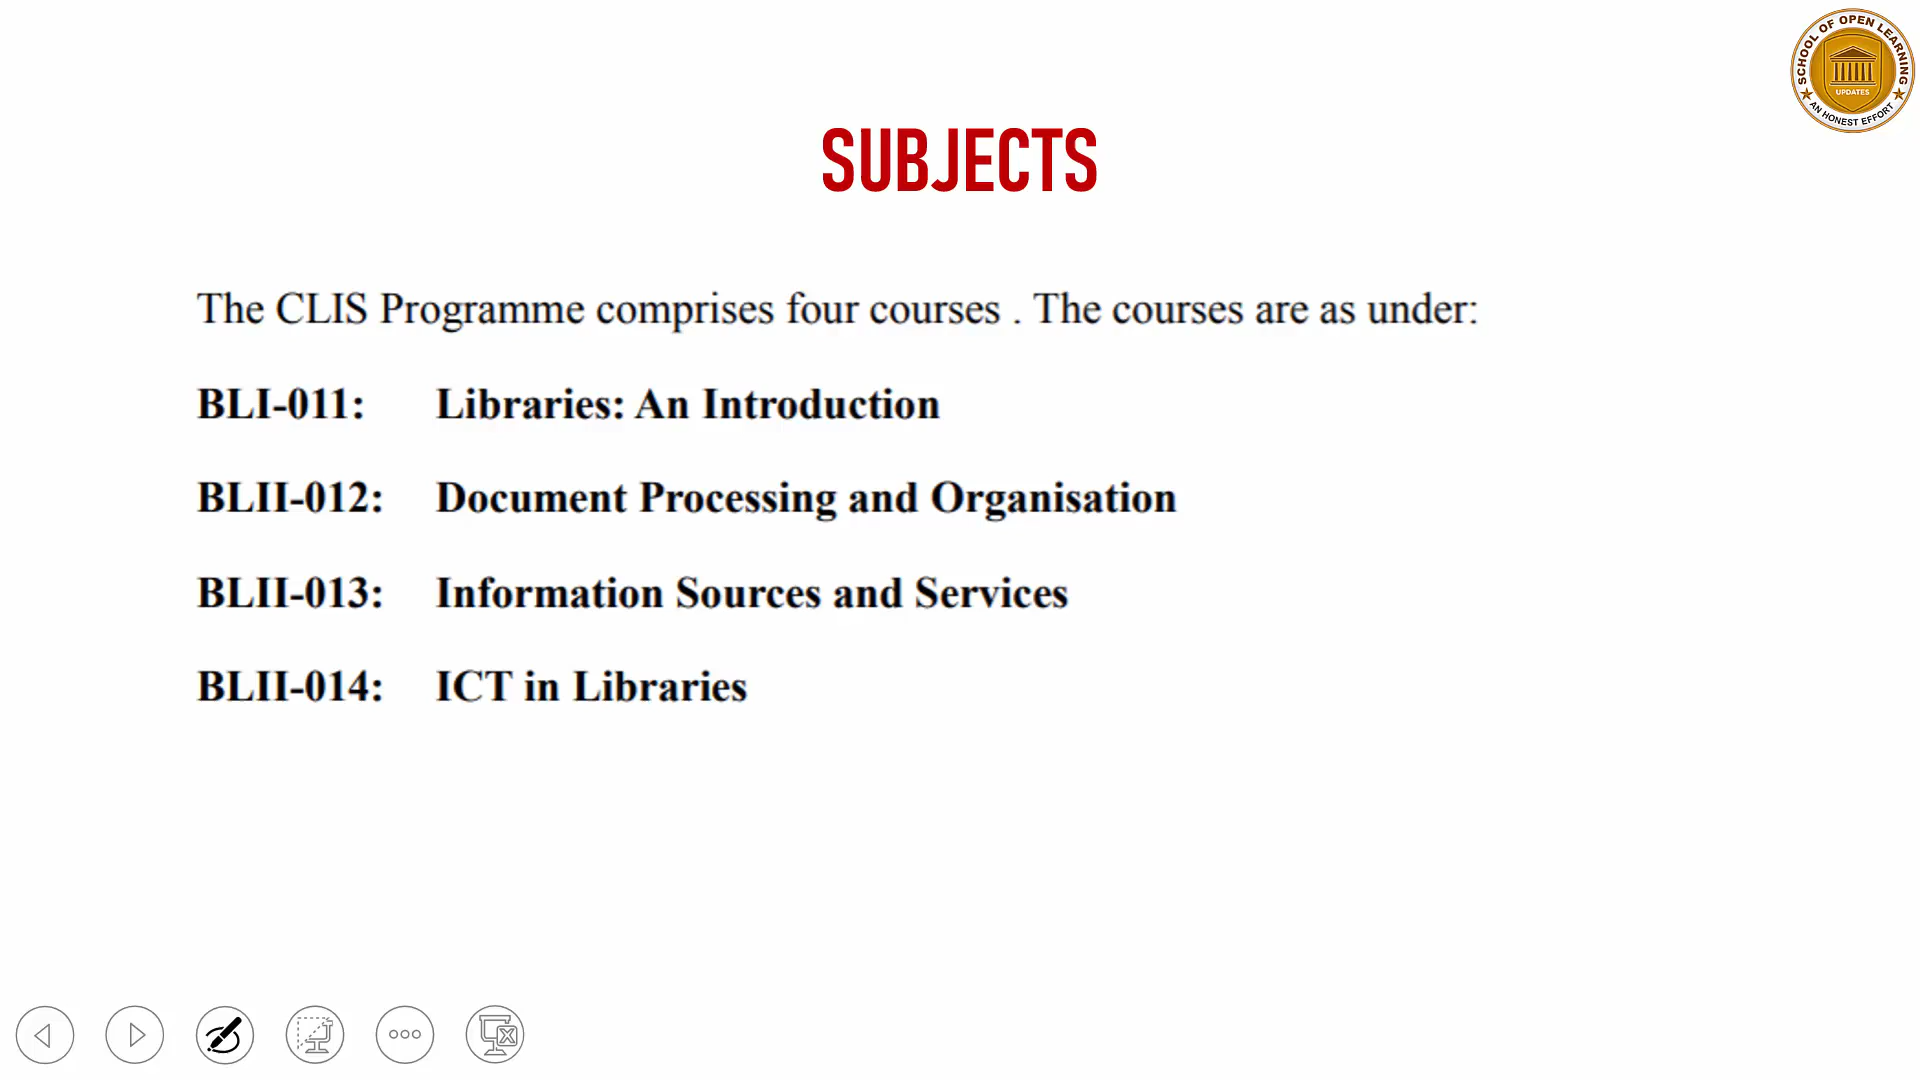 SCHOOL OF OPEN LEARNING
UPDATES
AN HONEST EFFORT
SUBJECTS
The CLIS Programme comprises four courses . The courses are as under:
BLI-011: Libraries: An Introduction
BLII-012: Document Processing and Organisation
BLII-013: Information Sources and Services
BLII-014: ICT in Libraries